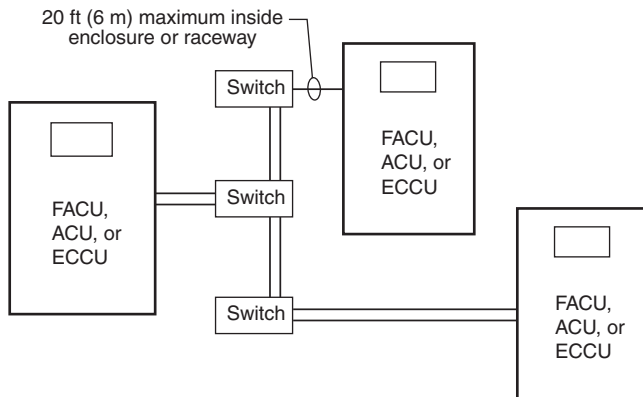 20 ft (6 m) maximum inside
enclosure or raceway
Switch
FACU,
ACU, or
ECCU
Switch
FACU,
ACU, or
ECCU
Switch
FACU,
ACU, or
ECCU